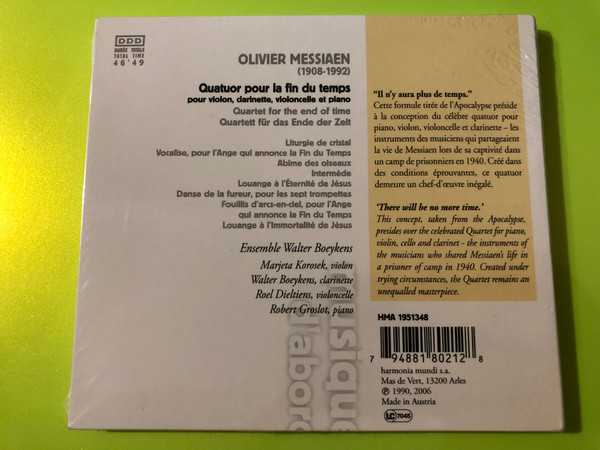 DDD
DURÉE TOTALE
TOTAL TIME
46'49
OLIVIER MESSIAEN
(1908-1992)
Quatuor pour la fin du temps
pour violon, clarinette, violoncelle et piano
Quartet for the end of time
Quartett für das Ende der Zeit
Liturgie de cristal
Vocalise, pour l'Ange qui annonce la Fin du Temps
Abîme des oiseaux
Intermède
Louange à l'Éternité de Jésus
Danse de la fureur, pour les sept trompettes
Fouillis d'arcs-en-ciel, pour l'Ange
qui annonce la Fin du Temps
Louange à l'Immortalité de Jésus
Ensemble Walter Boeykens
Marjeta Korosek, violon
Walter Boeykens, clarinette
Roel Dieltiens, violoncelle
Robert Groslot, piano
musique
d'abord
"Il n'y aura plus de temps."
Cette formule tirée de l'Apocalypse préside
à la conception du célèbre quatuor pour
piano, violon, violoncelle et clarinette – les
instruments des musiciens qui partageaient
la vie de Messiaen lors de sa captivité dans
un camp de prisonniers en 1940. Créé dans
des conditions éprouvantes, ce quatuor
demeure un chef-d'œuvre inégalé.
'There will be no more time.'
This concept, taken from the Apocalypse,
presides over the celebrated Quartet for piano,
violin, cello and clarinet - the instruments of
the musicians who shared Messiaen's life in
a prisoner of camp in 1940. Created under
trying circumstances, the Quartet remains an
unequalled masterpiece.
HMA 1951348
7 94881 80212 8
harmonia mundi s.a.
Mas de Vert, 13200 Arles
℗ 1990, 2006
Made in Austria
LC 7045